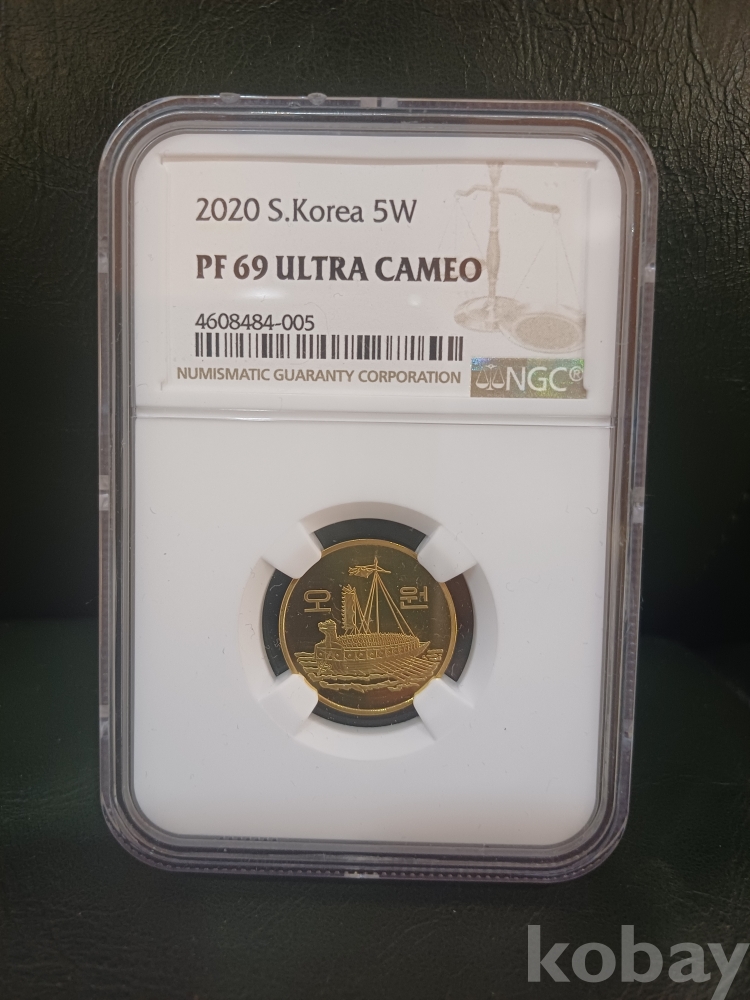 2020 S.Korea 5W
PF 69 ULTRA CAMEO
4608484-005
NUMISMATIC GUARANTY CORPORATION
NGC®
오 원
kobay